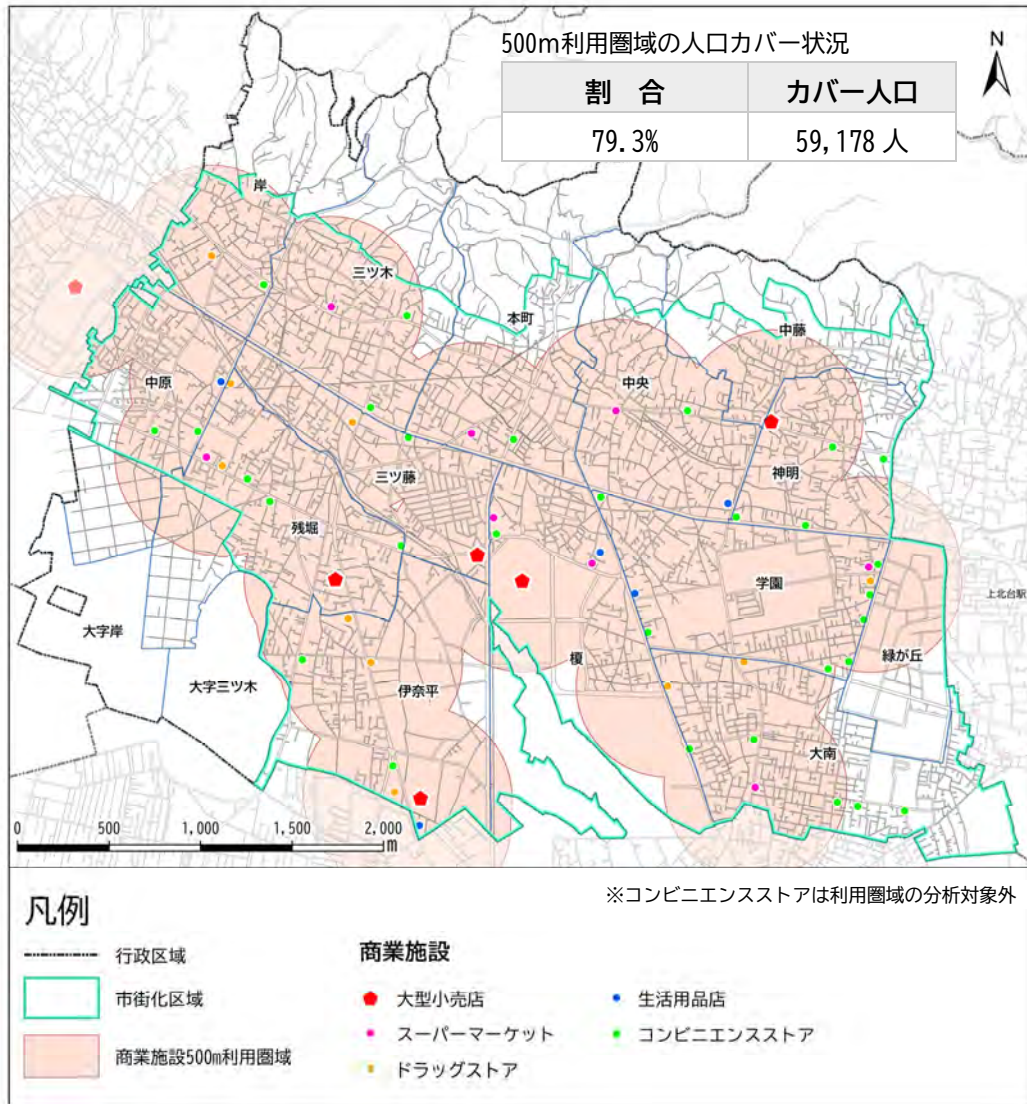 500m利用圏域の人口カバー状況
N
割　合
カバー人口
79.3%
59,178 人
岸
三ツ木
本町
中藤
中原
中央
三ツ藤
神明
残堀
学園
上北台駅
大字岸
榎
緑が丘
大字三ツ木
伊奈平
大南
0 500 1,000 1,500 2,000
m
※コンビニエンスストアは利用圏域の分析対象外
凡例
行政区域
市街化区域
商業施設500m利用圏域
商業施設
大型小売店
生活用品店
スーパーマーケット
コンビニエンスストア
ドラッグストア